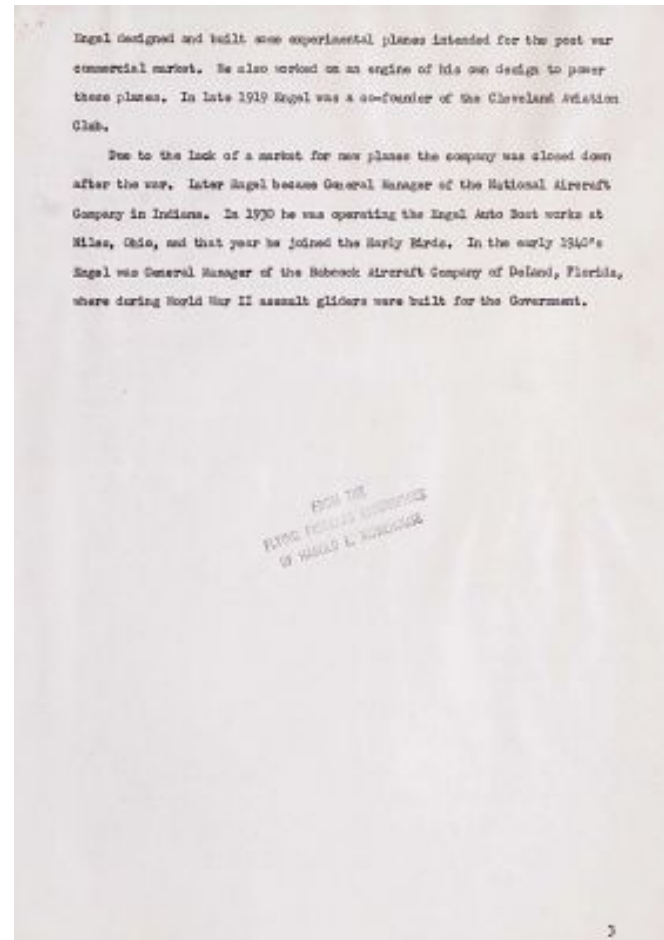 Engel designed and built some experimental planes intended for the post war
commercial market. He also worked on an engine of his own design to power
these planes. In late 1919 Engel was a co-founder of the Cleveland Aviation
Club.
Due to the lack of a market for new planes the company was closed down
after the war. Later Engel became General Manager of the National Aircraft
Company in Indiana. In 1930 he was operating the Engel Auto Boat works at
Niles, Ohio, and that year he joined the Early Birds. In the early 1940's
Engel was General Manager of the Babcock Aircraft Company of Deland, Florida,
where during World War II assault gliders were built for the Government.
FROM THE
FLYING
OF HAROLD E. MOREHOUSE
3